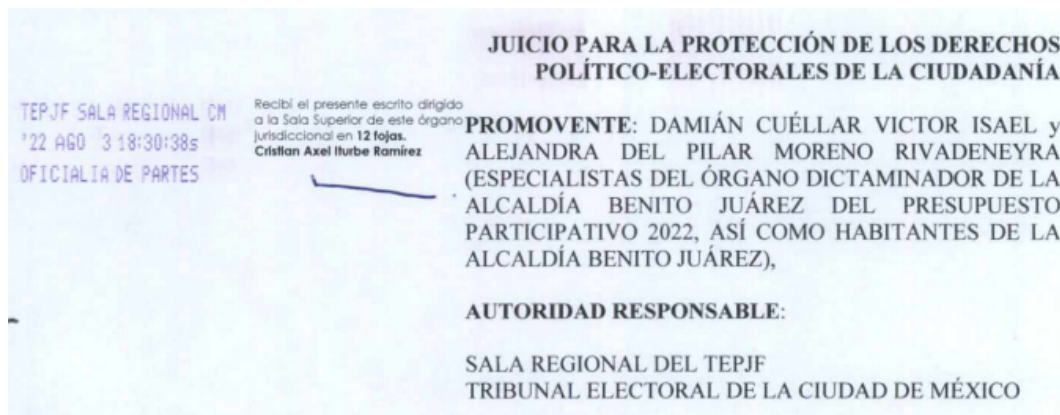 JUICIO PARA LA PROTECCIÓN DE LOS DERECHOS
POLÍTICO-ELECTORALES DE LA CIUDADANÍA
TEPJF SALA REGIONAL CM
'22 AGO 3 18:30:38s
OFICIALIA DE PARTES
Recibí el presente escrito dirigido
a la Sala Superior de este órgano
jurisdiccional en 12 fojas.
Cristian Axel Iturbe Ramírez
PROMOVENTE: DAMIÁN CUÉLLAR VICTOR ISAEL y
ALEJANDRA DEL PILAR MORENO RIVADENEYRA
(ESPECIALISTAS DEL ÓRGANO DICTAMINADOR DE LA
ALCALDÍA BENITO JUÁREZ DEL PRESUPUESTO
PARTICIPATIVO 2022, ASÍ COMO HABITANTES DE LA
ALCALDÍA BENITO JUÁREZ),
AUTORIDAD RESPONSABLE:
SALA REGIONAL DEL TEPJF
TRIBUNAL ELECTORAL DE LA CIUDAD DE MÉXICO